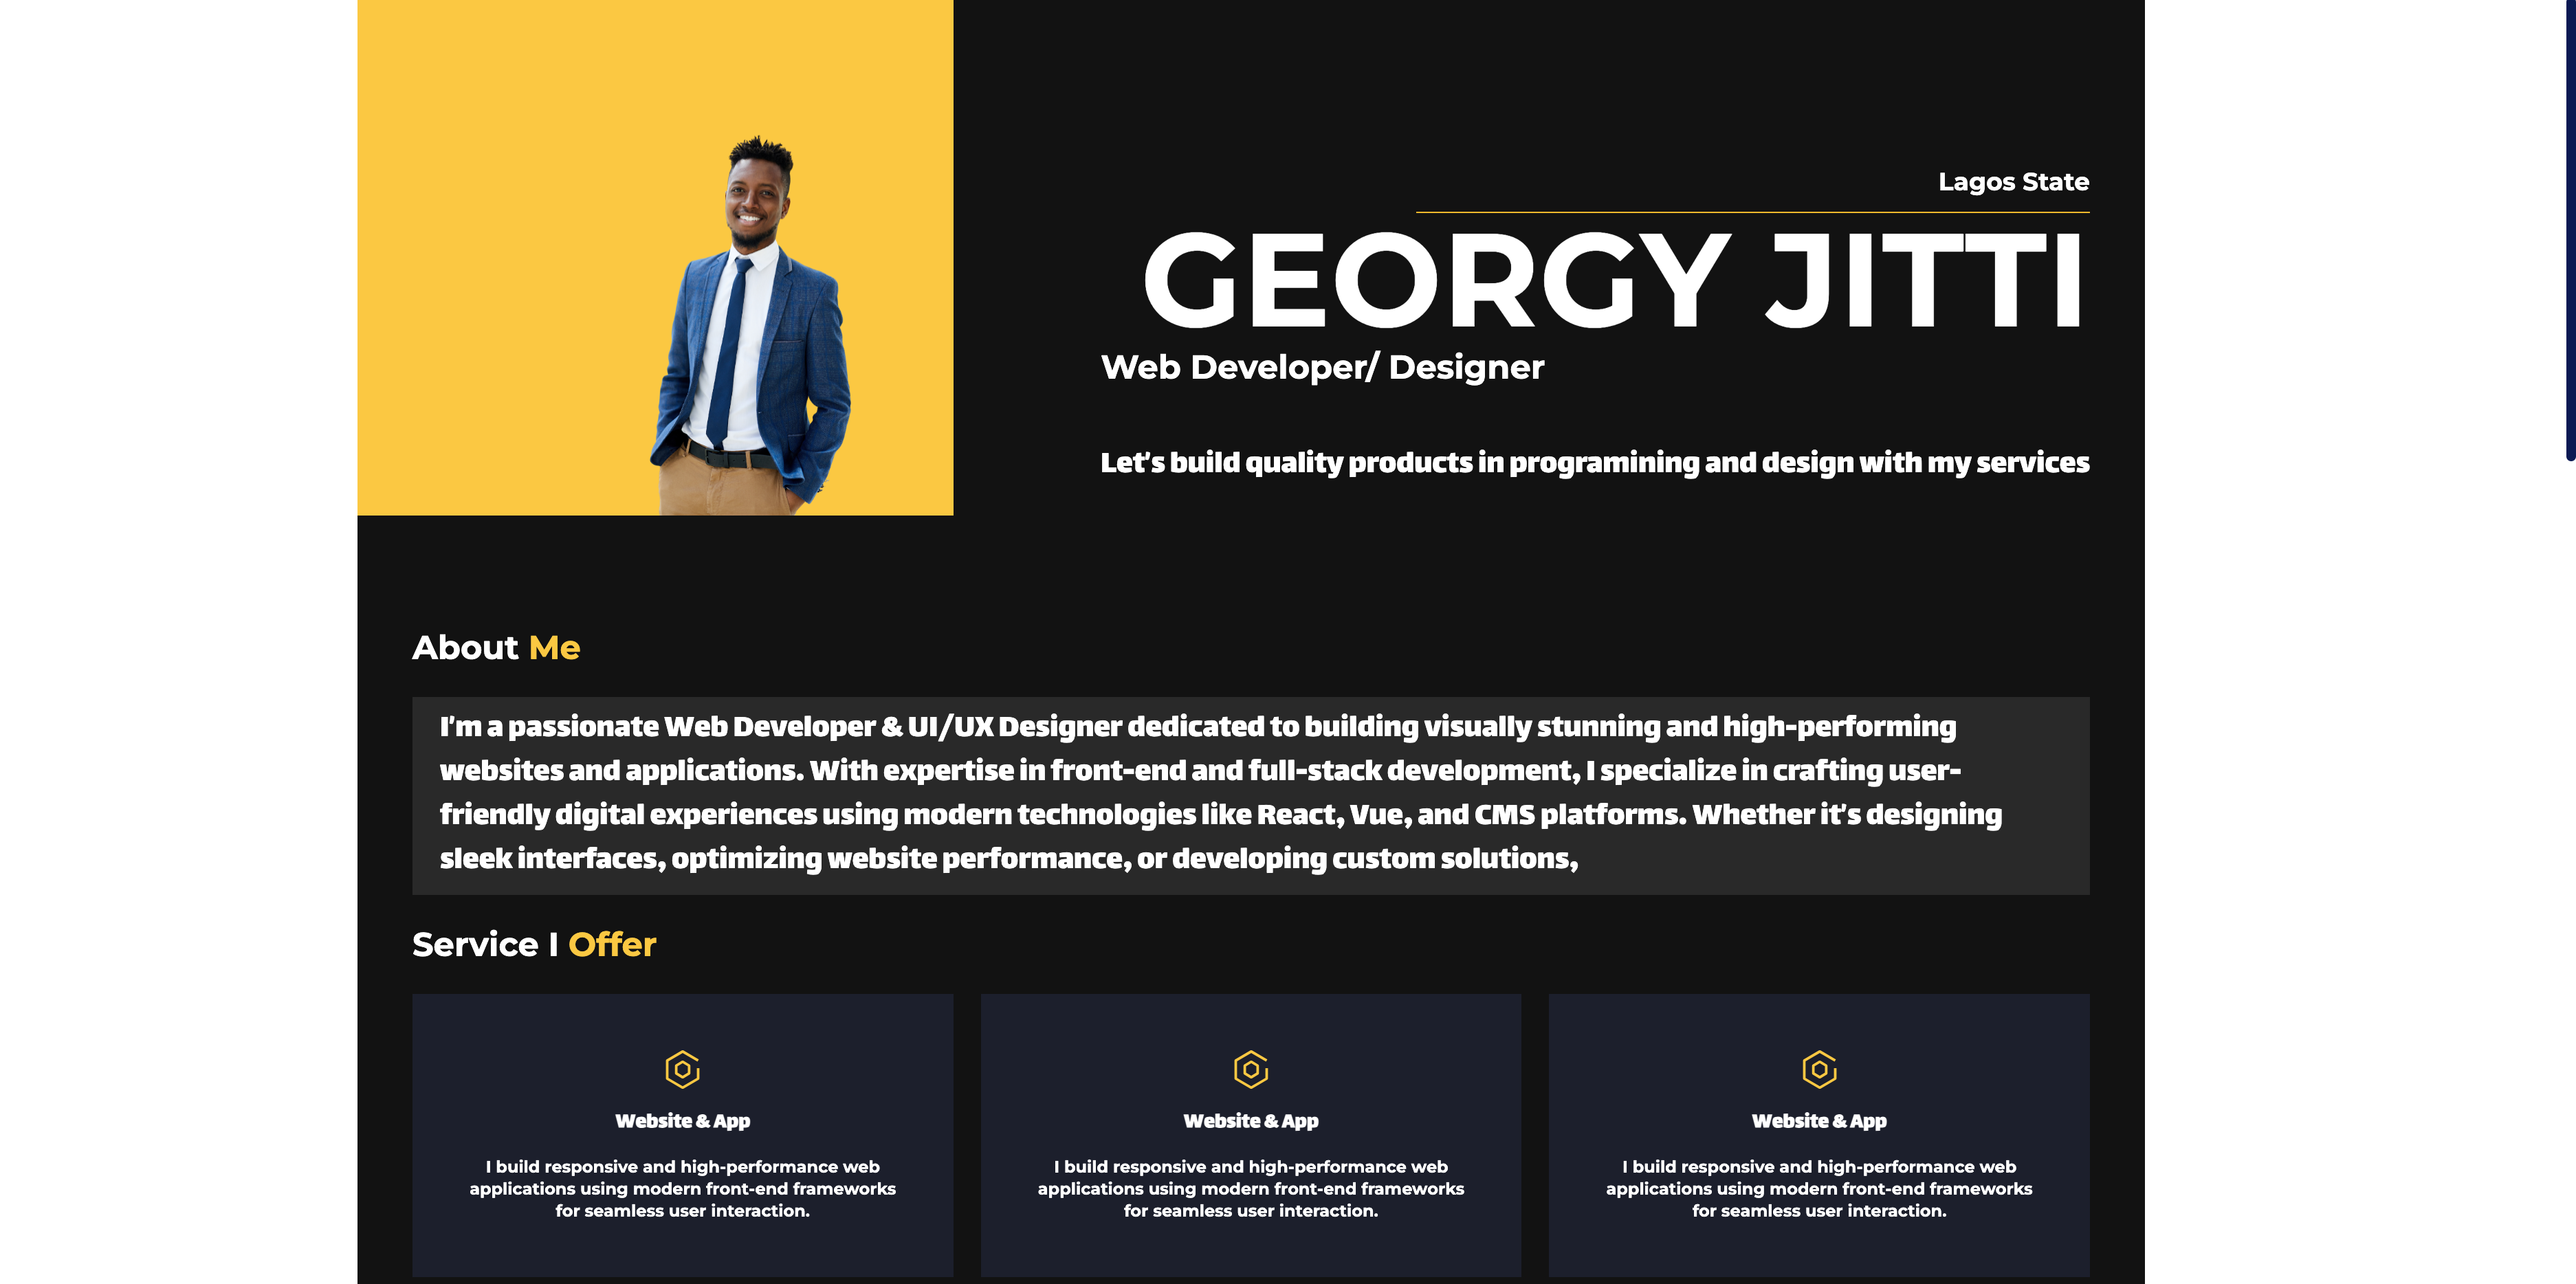 Lagos State
GEORGY JITTI
Web Developer/ Designer
Let's build quality products in programining and design with my services
About Me
I'm a passionate Web Developer & UI/UX Designer dedicated to building visually stunning and high-performing
websites and applications. With expertise in front-end and full-stack development, I specialize in crafting user-
friendly digital experiences using modern technologies like React, Vue, and CMS platforms. Whether it's designing
sleek interfaces, optimizing website performance, or developing custom solutions,
Service I Offer
Website & App
I build responsive and high-performance web
applications using modern front-end frameworks
for seamless user interaction.
Website & App
I build responsive and high-performance web
applications using modern front-end frameworks
for seamless user interaction.
Website & App
I build responsive and high-performance web
applications using modern front-end frameworks
for seamless user interaction.